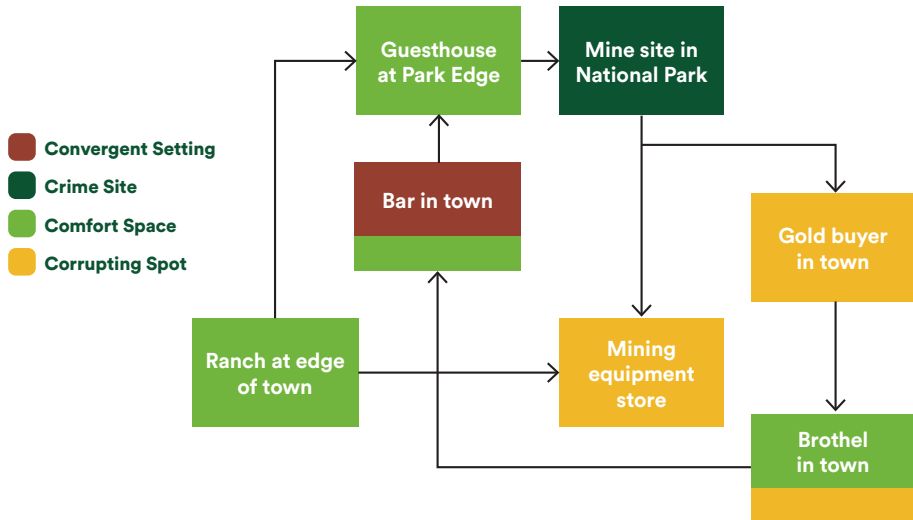 Guesthouse
at Park Edge
Mine site in
National Park
Convergent Setting
Crime Site
Comfort Space
Corrupting Spot
Bar in town
Gold buyer
in town
Ranch at edge
of town
Mining
equipment
store
Brothel
in town